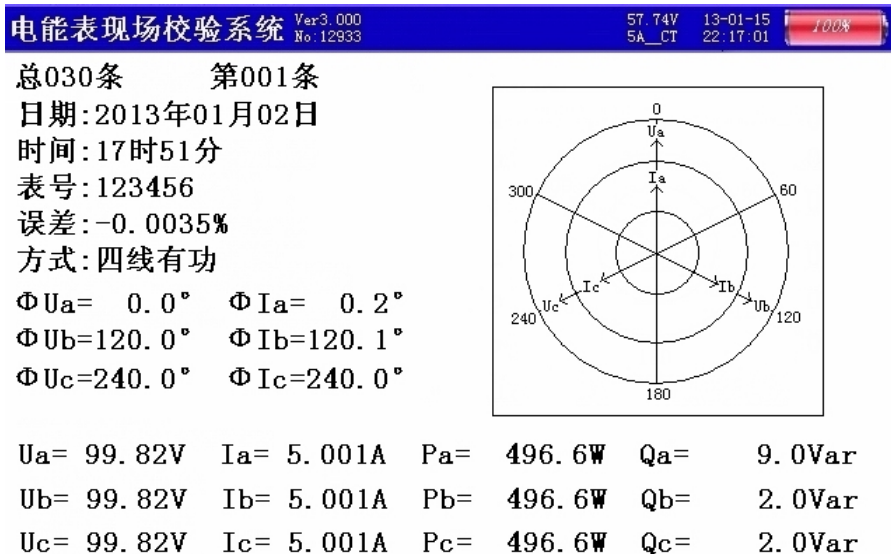 电能表现场校验系统 Ver3.000 No:12933 57.74V 5A__CT 13-01-15 22:17:01 100%
总030条 第001条
日期:2013年01月02日
时间:17时51分
表号:123456
误差:-0.0035%
方式:四线有功
ΦUa= 0.0° ΦIa= 0.2°
ΦUb=120.0° ΦIb=120.1°
ΦUc=240.0° ΦIc=240.0°
0
Ua
Ia
300 60
Ic Ib
Uc Ub
240 120
180
Ua= 99.82V Ia= 5.001A Pa= 496.6W Qa= 9.0Var
Ub= 99.82V Ib= 5.001A Pb= 496.6W Qb= 2.0Var
Uc= 99.82V Ic= 5.001A Pc= 496.6W Qc= 2.0Var